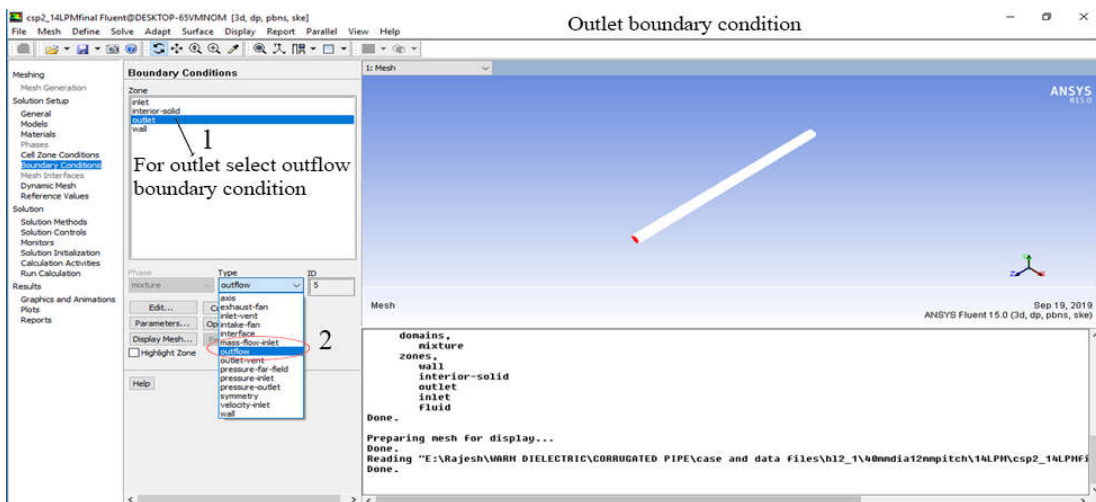 csp2_14LPMfinal Fluent@DESKTOP-65VMNOM [3d, dp, pbns, ske]
Outlet boundary condition
File Mesh Define Solve Adapt Surface Display Report Parallel View Help
Meshing
Mesh Generation
Solution Setup
General
Models
Materials
Phases
Cell Zone Conditions
Boundary Conditions
Mesh Interfaces
Dynamic Mesh
Reference Values
Solution
Solution Methods
Solution Controls
Monitors
Solution Initialization
Calculation Activities
Run Calculation
Results
Graphics and Animations
Plots
Reports
Boundary Conditions
Zone
inlet
interior-solid
outlet
wall
1
For outlet select outflow
boundary condition
Phase Type ID
mixture outflow 5
Edit...
Parameters...
Display Mesh...
Highlight Zone
Help
axis
exhaust-fan
inlet-vent
intake-fan
interface
mass-flow-inlet
outflow
outlet-vent
pressure-far-field
pressure-inlet
pressure-outlet
symmetry
velocity-inlet
wall
2
1: Mesh
ANSYS
R15.0
Mesh
Sep 19, 2019
ANSYS Fluent 15.0 (3d, dp, pbns, ske)
domains,
mixture
zones,
wall
interior-solid
outlet
inlet
fluid
Done.
Preparing mesh for display...
Done.
Reading "E:\Rajesh\WARM DIELECTRIC\CORRUGATED PIPE\case and data files\hl2_1\40mmdia12mmpitch\14LPM\csp2_14LPMfi
Done.